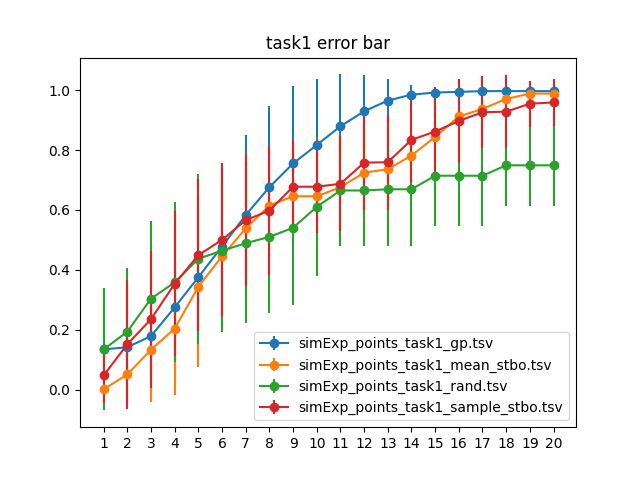 task1 error bar
1.0
0.8
0.6
0.4
0.2
0.0
simExp_points_task1_gp.tsv
simExp_points_task1_mean_stbo.tsv
simExp_points_task1_rand.tsv
simExp_points_task1_sample_stbo.tsv
1 2 3 4 5 6 7 8 9 10 11 12 13 14 15 16 17 18 19 20